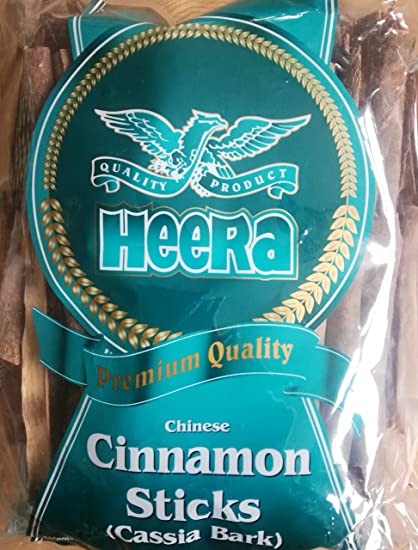 QUALITY PRODUCT
HeeRa
Premium Quality
Chinese
Cinnamon
Sticks
(Cassia Bark)